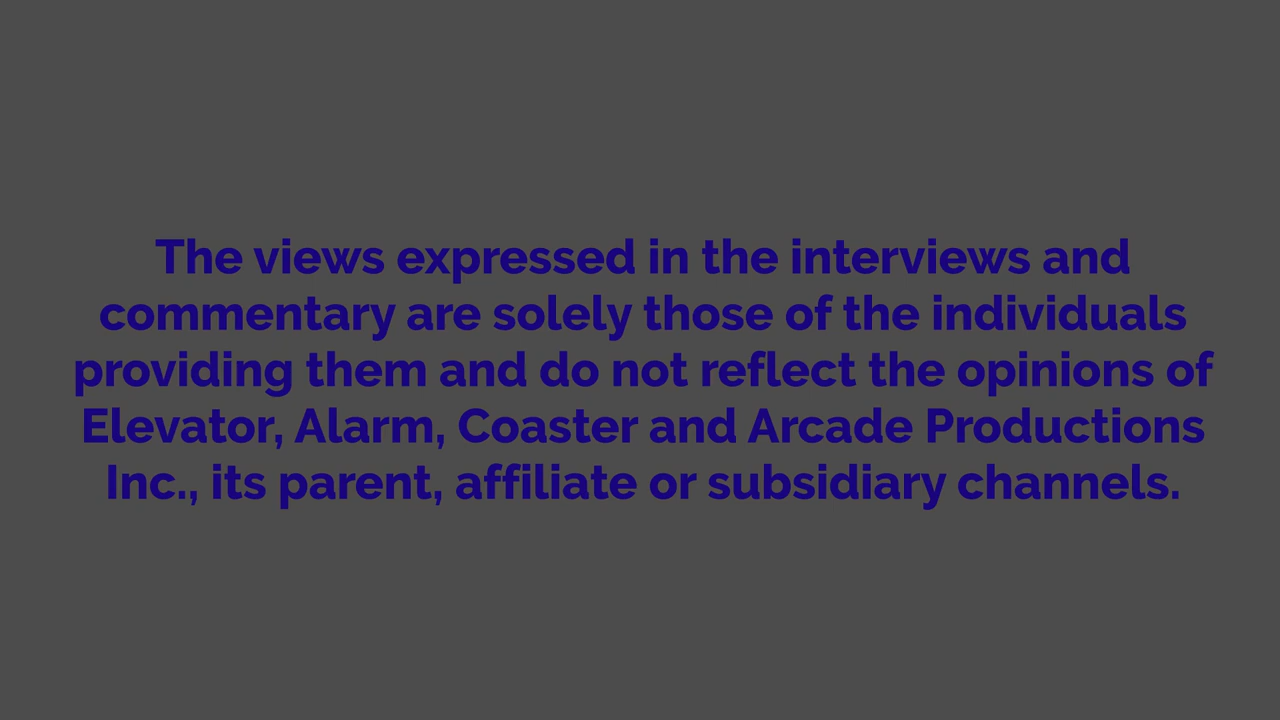 The views expressed in the interviews and
commentary are solely those of the individuals
providing them and do not reflect the opinions of
Elevator, Alarm, Coaster and Arcade Productions
Inc., its parent, affiliate or subsidiary channels.